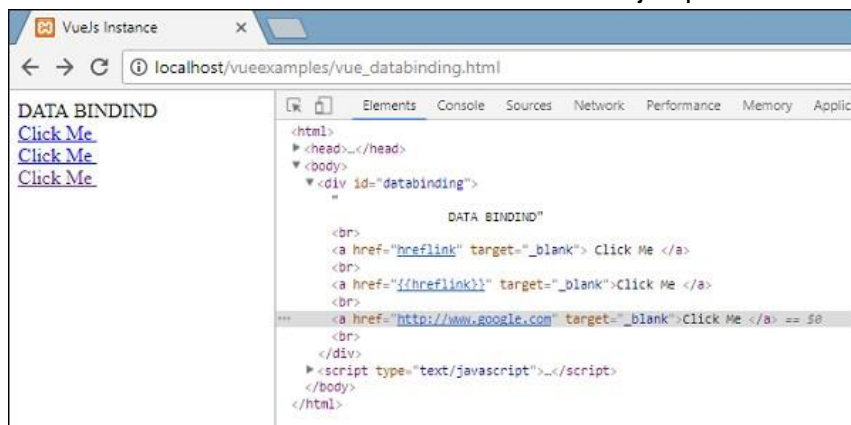 VueJs Instance
localhost/vueexamples/vue_databinding.html
DATA BINDIND
Click Me
Click Me
Click Me
Elements Console Sources Network Performance Memory Applic
<html>
<head>…</head>
<body>
<div id="databinding">
"
DATA BINDIND"
<br>
<a href="hreflink" target="_blank"> Click Me </a>
<br>
<a href="{{hreflink}}" target="_blank">Click Me </a>
<br>
... <a href="http://www.google.com" target="_blank">Click Me </a> == $0
<br>
</div>
<script type="text/javascript">…</script>
</body>
</html>